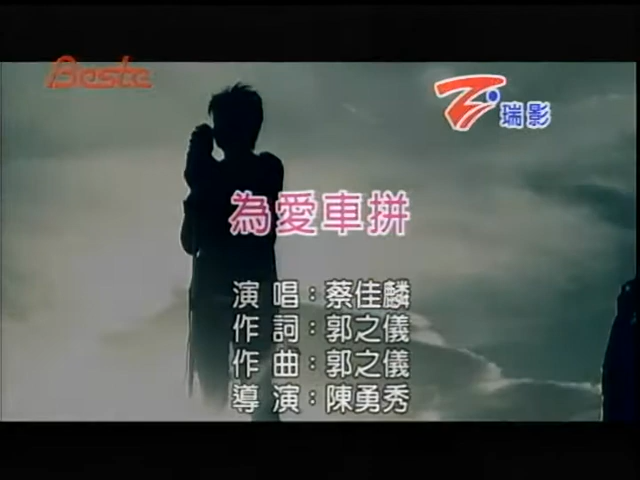 Beste
瑞影
為愛車拼
演唱：蔡佳麟
作詞：郭之儀
作曲：郭之儀
導演：陳勇秀